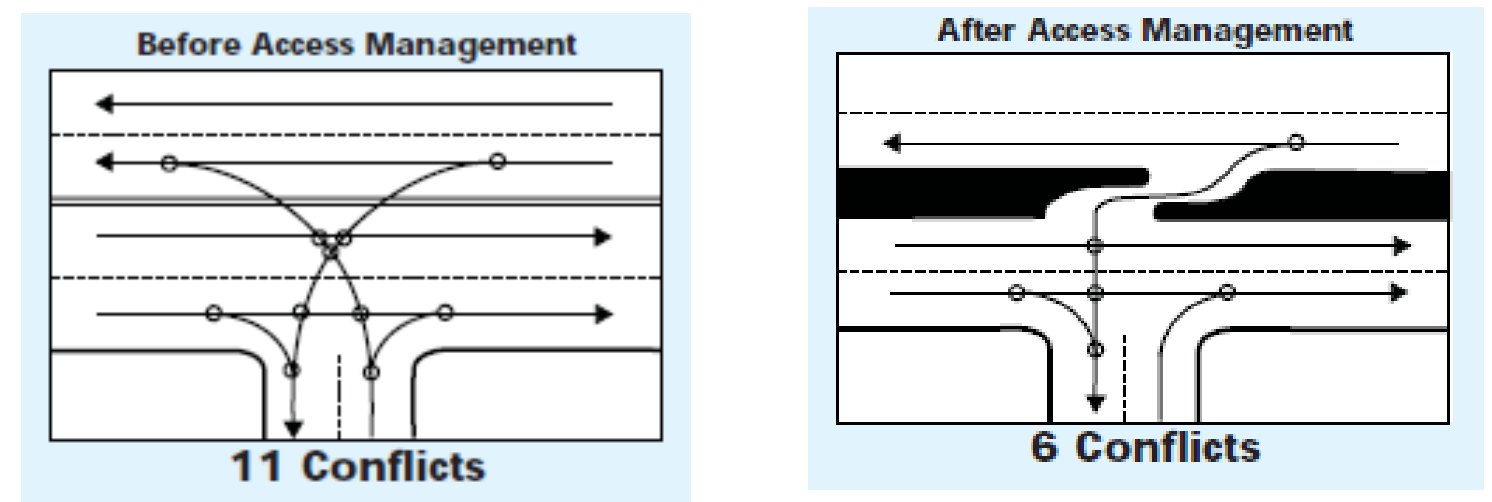 Before Access Management
11 Conflicts
After Access Management
6 Conflicts